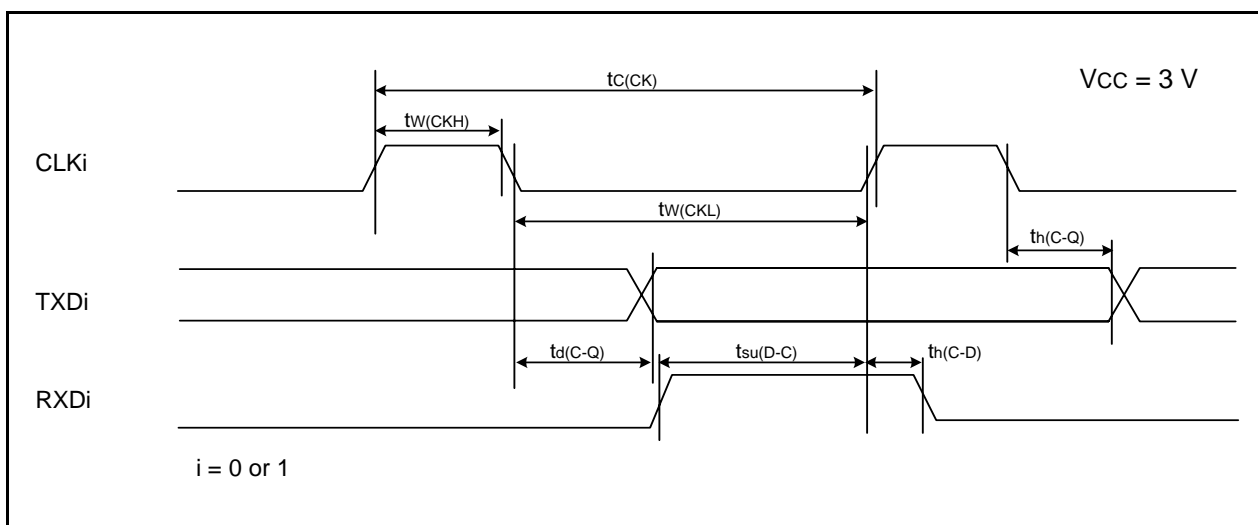 tC(CK)
VCC = 3 V
tW(CKH)
CLKi
tW(CKL)
th(C-Q)
TXDi
td(C-Q)
tsu(D-C)
th(C-D)
RXDi
i = 0 or 1